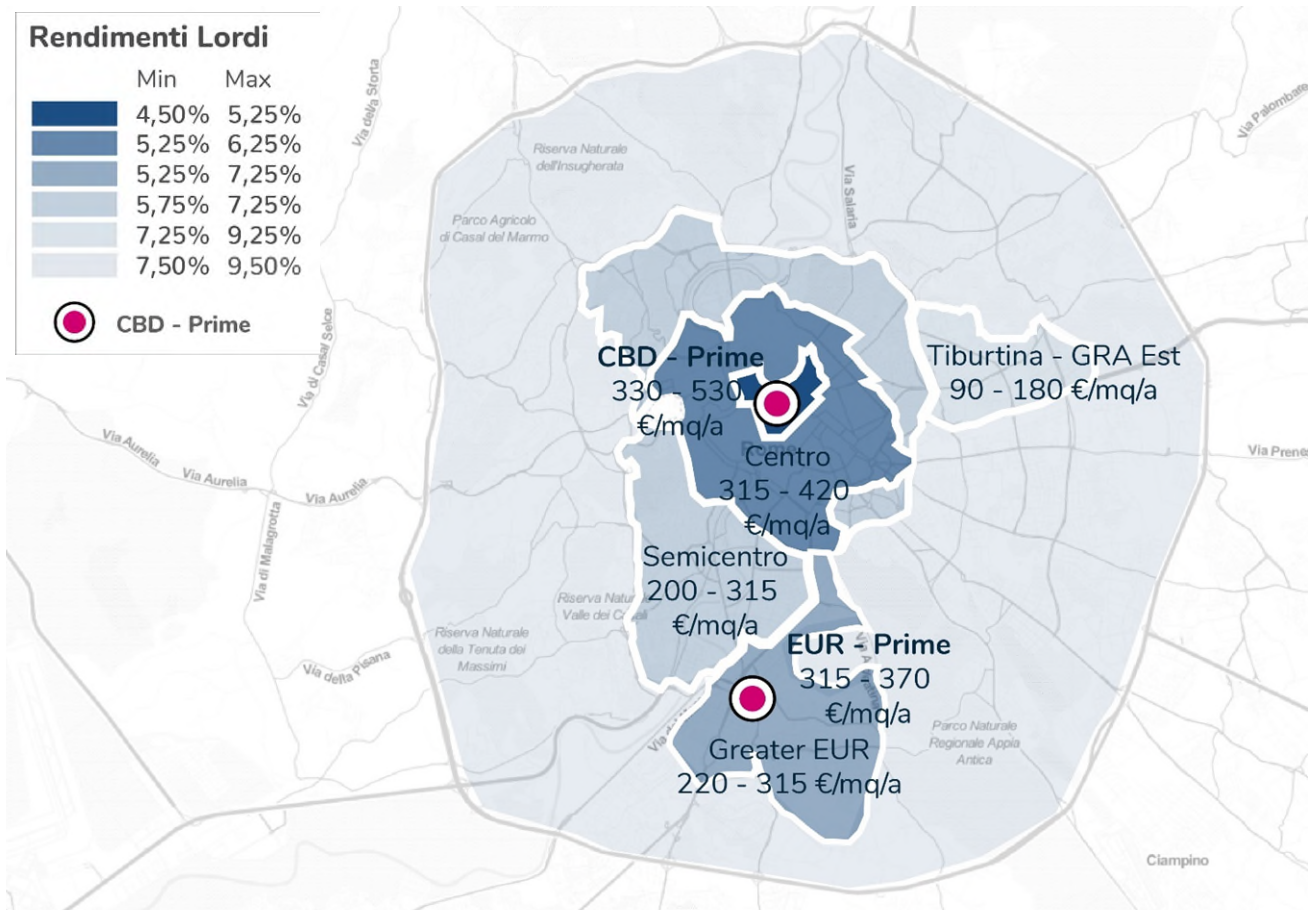 Rendimenti Lordi
Min Max
4,50% 5,25%
5,25% 6,25%
5,25% 7,25%
5,75% 7,25%
7,25% 9,25%
7,50% 9,50%
CBD - Prime
Via della Storta
Riserva Naturale
dell'Insugherata
Via Salaria
Via Palombare
Parco Agricolo
di Casal del Marmo
Via di Casal Selce
CBD - Prime
330 - 530
€/mq/a
Tiburtina - GRA Est
90 - 180 €/mq/a
Via Aurelia
Via Aurelia
Via Aurelia
Via Prene
Centro
315 - 420
€/mq/a
Via di Malagrotta
Semicentro
200 - 315
€/mq/a
Riserva Natur
Valle dei C ali
Riserva Naturale
della Tenuta dei
Massimi
Via della Pisana
EUR - Prime
315 - 370
€/mq/a
Parco Naturale
Regionale Appia
Antica
Greater EUR
220 - 315 €/mq/a
Ciampino